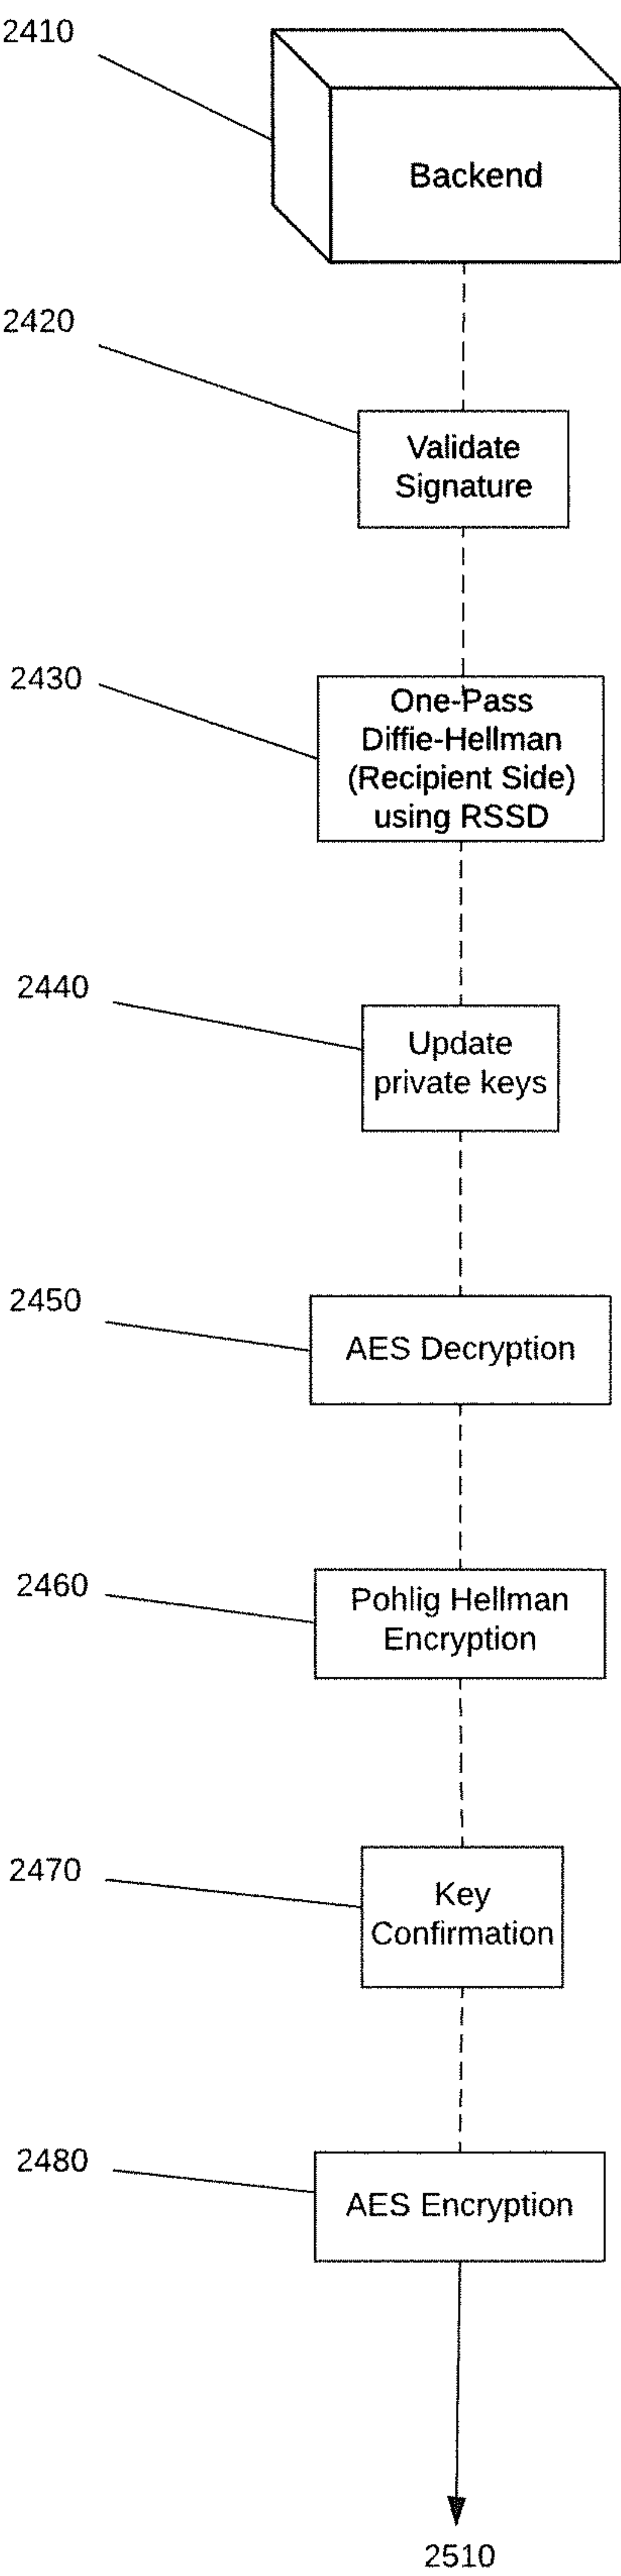 2410
Backend
2420
Validate
Signature
2430
One-Pass
Diffie-Hellman
(Recipient Side)
using RSSD
2440
Update
private keys
2450
AES Decryption
2460
Pohlig Hellman
Encryption
2470
Key
Confirmation
2480
AES Encryption
2510